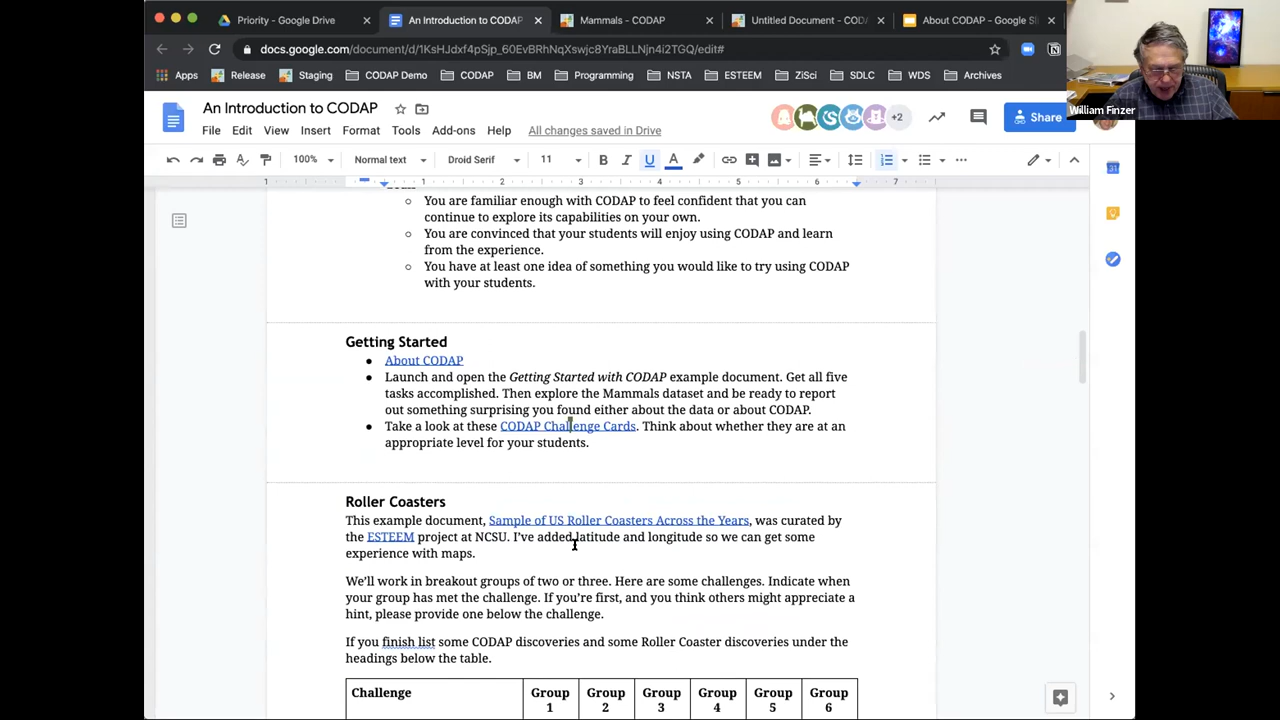 Priority - Google Drive
An Introduction to CODAP
Mammals - CODAP
Untitled Document - COD
About CODAP - Google Sl
docs.google.com/document/d/1KsHJdxf4pSjp_60EvBRhNqXswjc8YraBLLNjn4i2TGQ/edit#
Apps Release Staging CODAP Demo CODAP BM Programming NSTA ESTEEM ZiSci SDLC WDS Archives
William Finzer
An Introduction to CODAP
+2
Share
File Edit View Insert Format Tools Add-ons Help All changes saved in Drive
100% Normal text Droid Serif 11 B I U A
1 1 2 3 4 5 6 7
You are familiar enough with CODAP to feel confident that you can
continue to explore its capabilities on your own.
You are convinced that your students will enjoy using CODAP and learn
from the experience.
You have at least one idea of something you would like to try using CODAP
with your students.
Getting Started
About CODAP
Launch and open the Getting Started with CODAP example document. Get all five
tasks accomplished. Then explore the Mammals dataset and be ready to report
out something surprising you found either about the data or about CODAP.
Take a look at these CODAP Challenge Cards. Think about whether they are at an
appropriate level for your students.
Roller Coasters
This example document, Sample of US Roller Coasters Across the Years, was curated by
the ESTEEM project at NCSU. I've added latitude and longitude so we can get some
experience with maps.
We'll work in breakout groups of two or three. Here are some challenges. Indicate when
your group has met the challenge. If you're first, and you think others might appreciate a
hint, please provide one below the challenge.
If you finish list some CODAP discoveries and some Roller Coaster discoveries under the
headings below the table.
Challenge
Group 1
Group 2
Group 3
Group 4
Group 5
Group 6